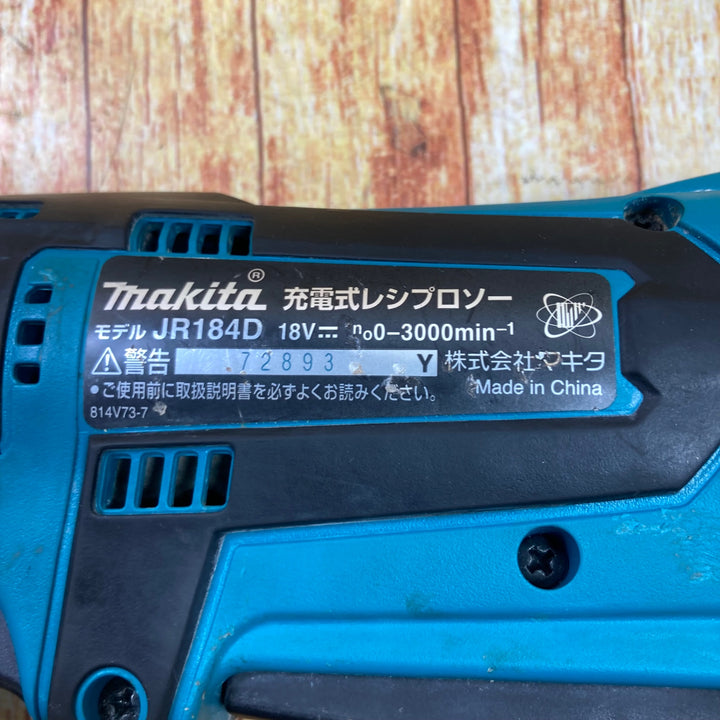 makita® 充電式レシプロソー
モデル JR184D 18V⎓ n₀0-3000min⁻¹
⚠警告 72893 Y 株式会社マキタ
●ご使用前に取扱説明書を必ずよくお読みください。 Made in China
814V73-7